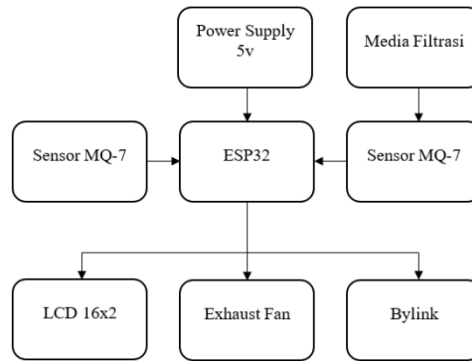 Power Supply
5v
Media Filtrasi
Sensor MQ-7
ESP32
Sensor MQ-7
LCD 16x2
Exhaust Fan
Bylink